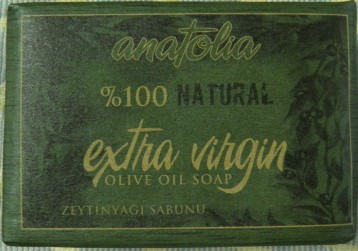 anatolia
%100 NATURAL
extra virgin
OLIVE OIL SOAP
ZEYTİNYAĞI SABUNU